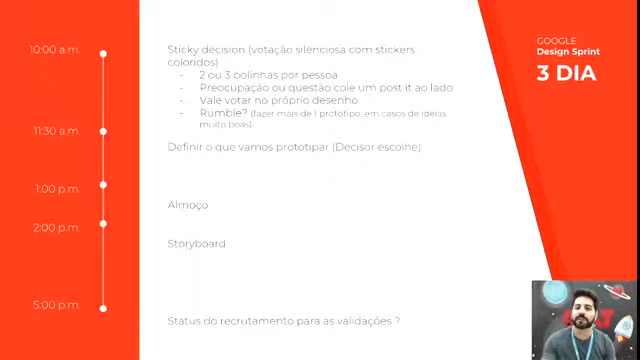 10:00 a.m.
Sticky decision (votação silenciosa com stickers
coloridos)
- 2 ou 3 bolinhas por pessoa
- Preocupação ou questão cole um post it ao lado
- Vale votar no próprio desenho
- Rumble? (fazer mais de 1 prototipo, em casos de ideias
muito boas)
11:30 a.m.
Definir o que vamos prototipar (Decisor escolhe)
1:00 p.m.
Almoço
2:00 p.m.
Storyboard
5:00 p.m.
Status do recrutamento para as validações ?
GOOGLE
Design Sprint
3 DIA